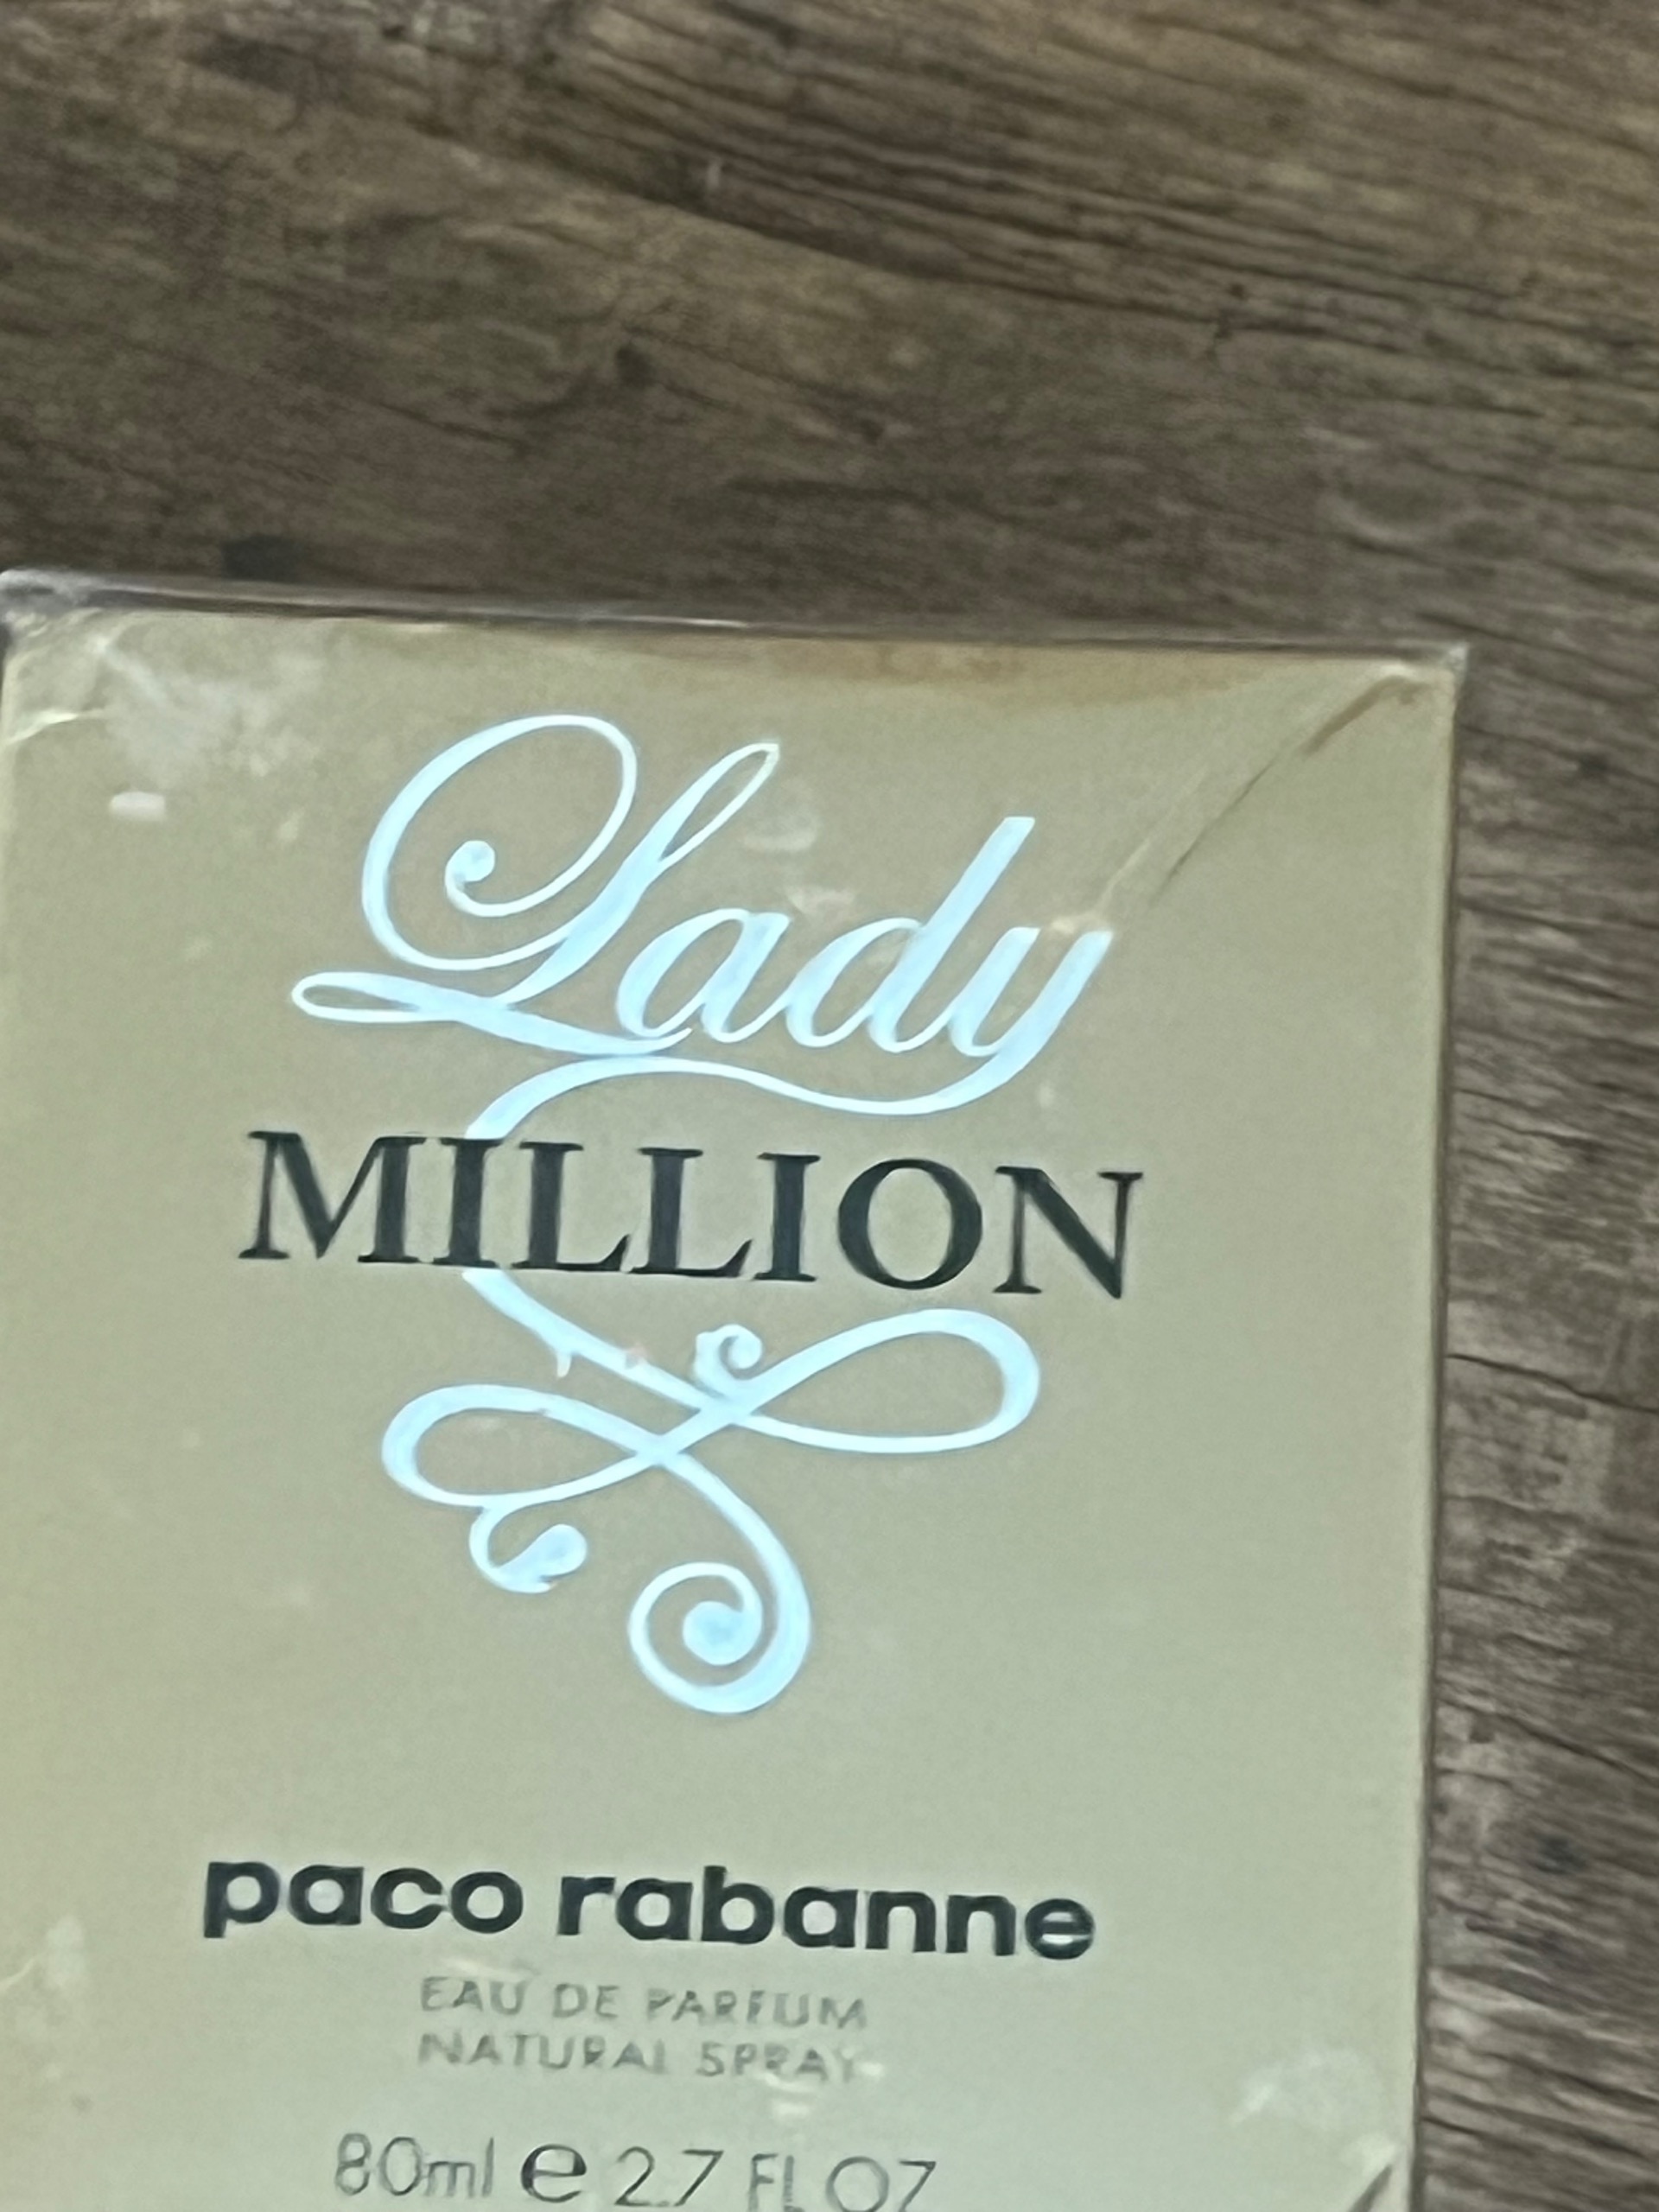 Lady
MILLION
paco rabanne
EAU DE PARFUM
NATURAL SPRAY
80ml e 2.7 FL OZ